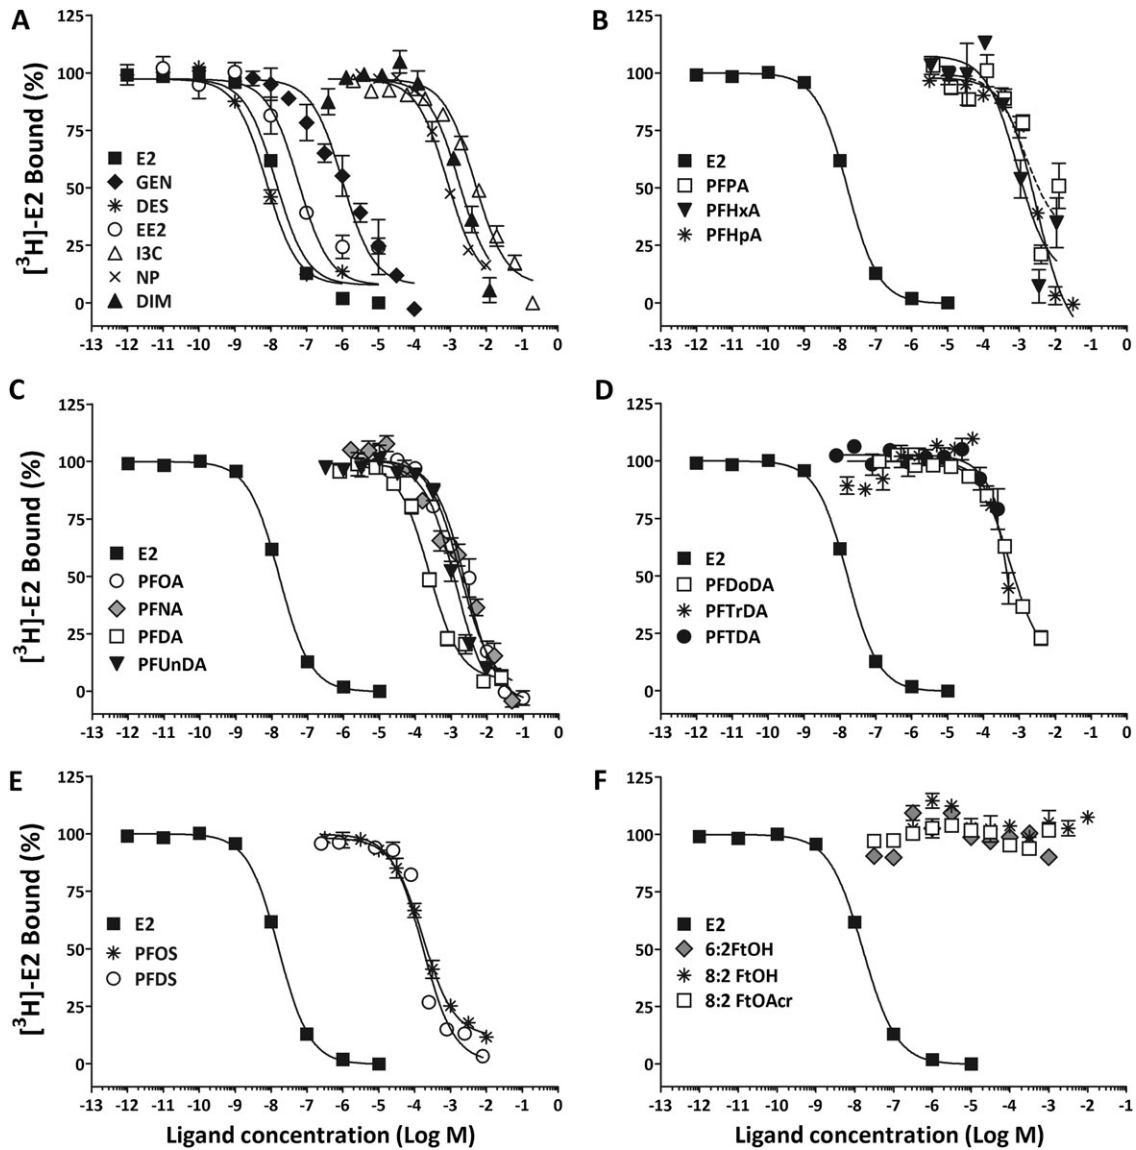 A
[³H]-E2 Bound (%)
125
100
75
50
25
0
E2
GEN
DES
EE2
I3C
NP
DIM
-13 -12 -11 -10 -9 -8 -7 -6 -5 -4 -3 -2 -1 0
B
125
100
75
50
25
0
E2
PFPA
PFHxA
PFHpA
-13 -12 -11 -10 -9 -8 -7 -6 -5 -4 -3 -2 -1 0
C
[³H]-E2 Bound (%)
125
100
75
50
25
0
E2
PFOA
PFNA
PFDA
PFUnDA
-13 -12 -11 -10 -9 -8 -7 -6 -5 -4 -3 -2 -1 0
D
125
100
75
50
25
0
E2
PFDoDA
PFTrDA
PFTDA
-13 -12 -11 -10 -9 -8 -7 -6 -5 -4 -3 -2 -1 0
E
[³H]-E2 Bound (%)
125
100
75
50
25
0
E2
PFOS
PFDS
-13 -12 -11 -10 -9 -8 -7 -6 -5 -4 -3 -2 -1 0
Ligand concentration (Log M)
F
125
100
75
50
25
0
E2
6:2FtOH
8:2 FtOH
8:2 FtOAcr
-13 -12 -11 -10 -9 -8 -7 -6 -5 -4 -3 -2 -1
Ligand concentration (Log M)